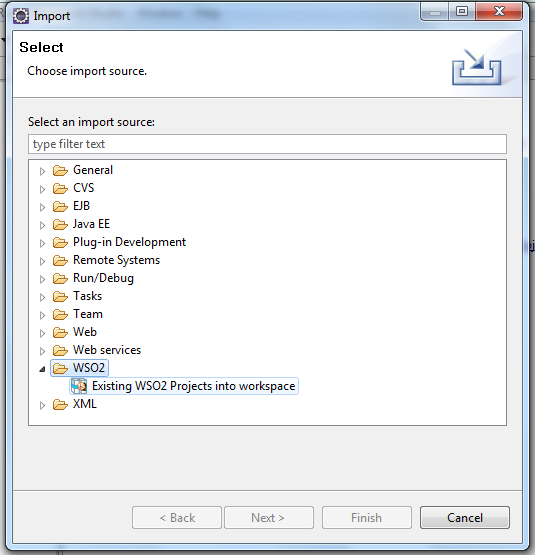 Import
Select
Choose import source.
Select an import source:
type filter text
General
CVS
EJB
Java EE
Plug-in Development
Remote Systems
Run/Debug
Tasks
Team
Web
Web services
WSO2
Existing WSO2 Projects into workspace
XML
< Back
Next >
Finish
Cancel